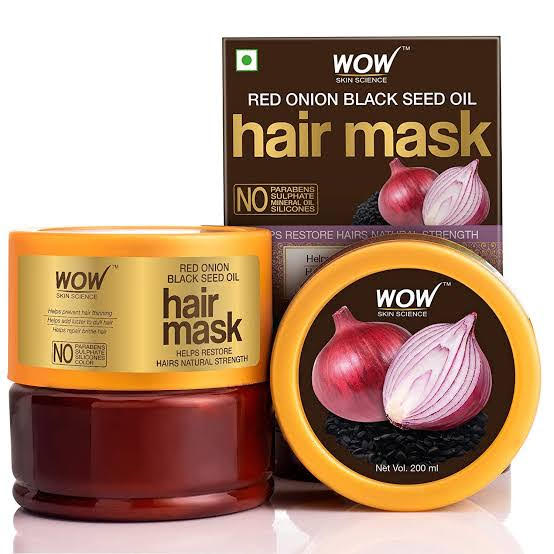 WOW™
SKIN SCIENCE
RED ONION BLACK SEED OIL
hair mask
NO PARABENS
SULPHATE
MINERAL OIL
SILICONES
HELPS RESTORE HAIRS NATURAL STRENGTH
Helps
WOW™
SKIN SCIENCE
Helps prevent hair thinning
Helps add luster to dull hair
Helps repair brittle hair
NO PARABENS
SULPHATE
SILICONES
COLOR
RED ONION
BLACK SEED OIL
hair
mask
HELPS RESTORE
HAIRS NATURAL STRENGTH
WOW™
SKIN SCIENCE
Net Vol. 200 ml